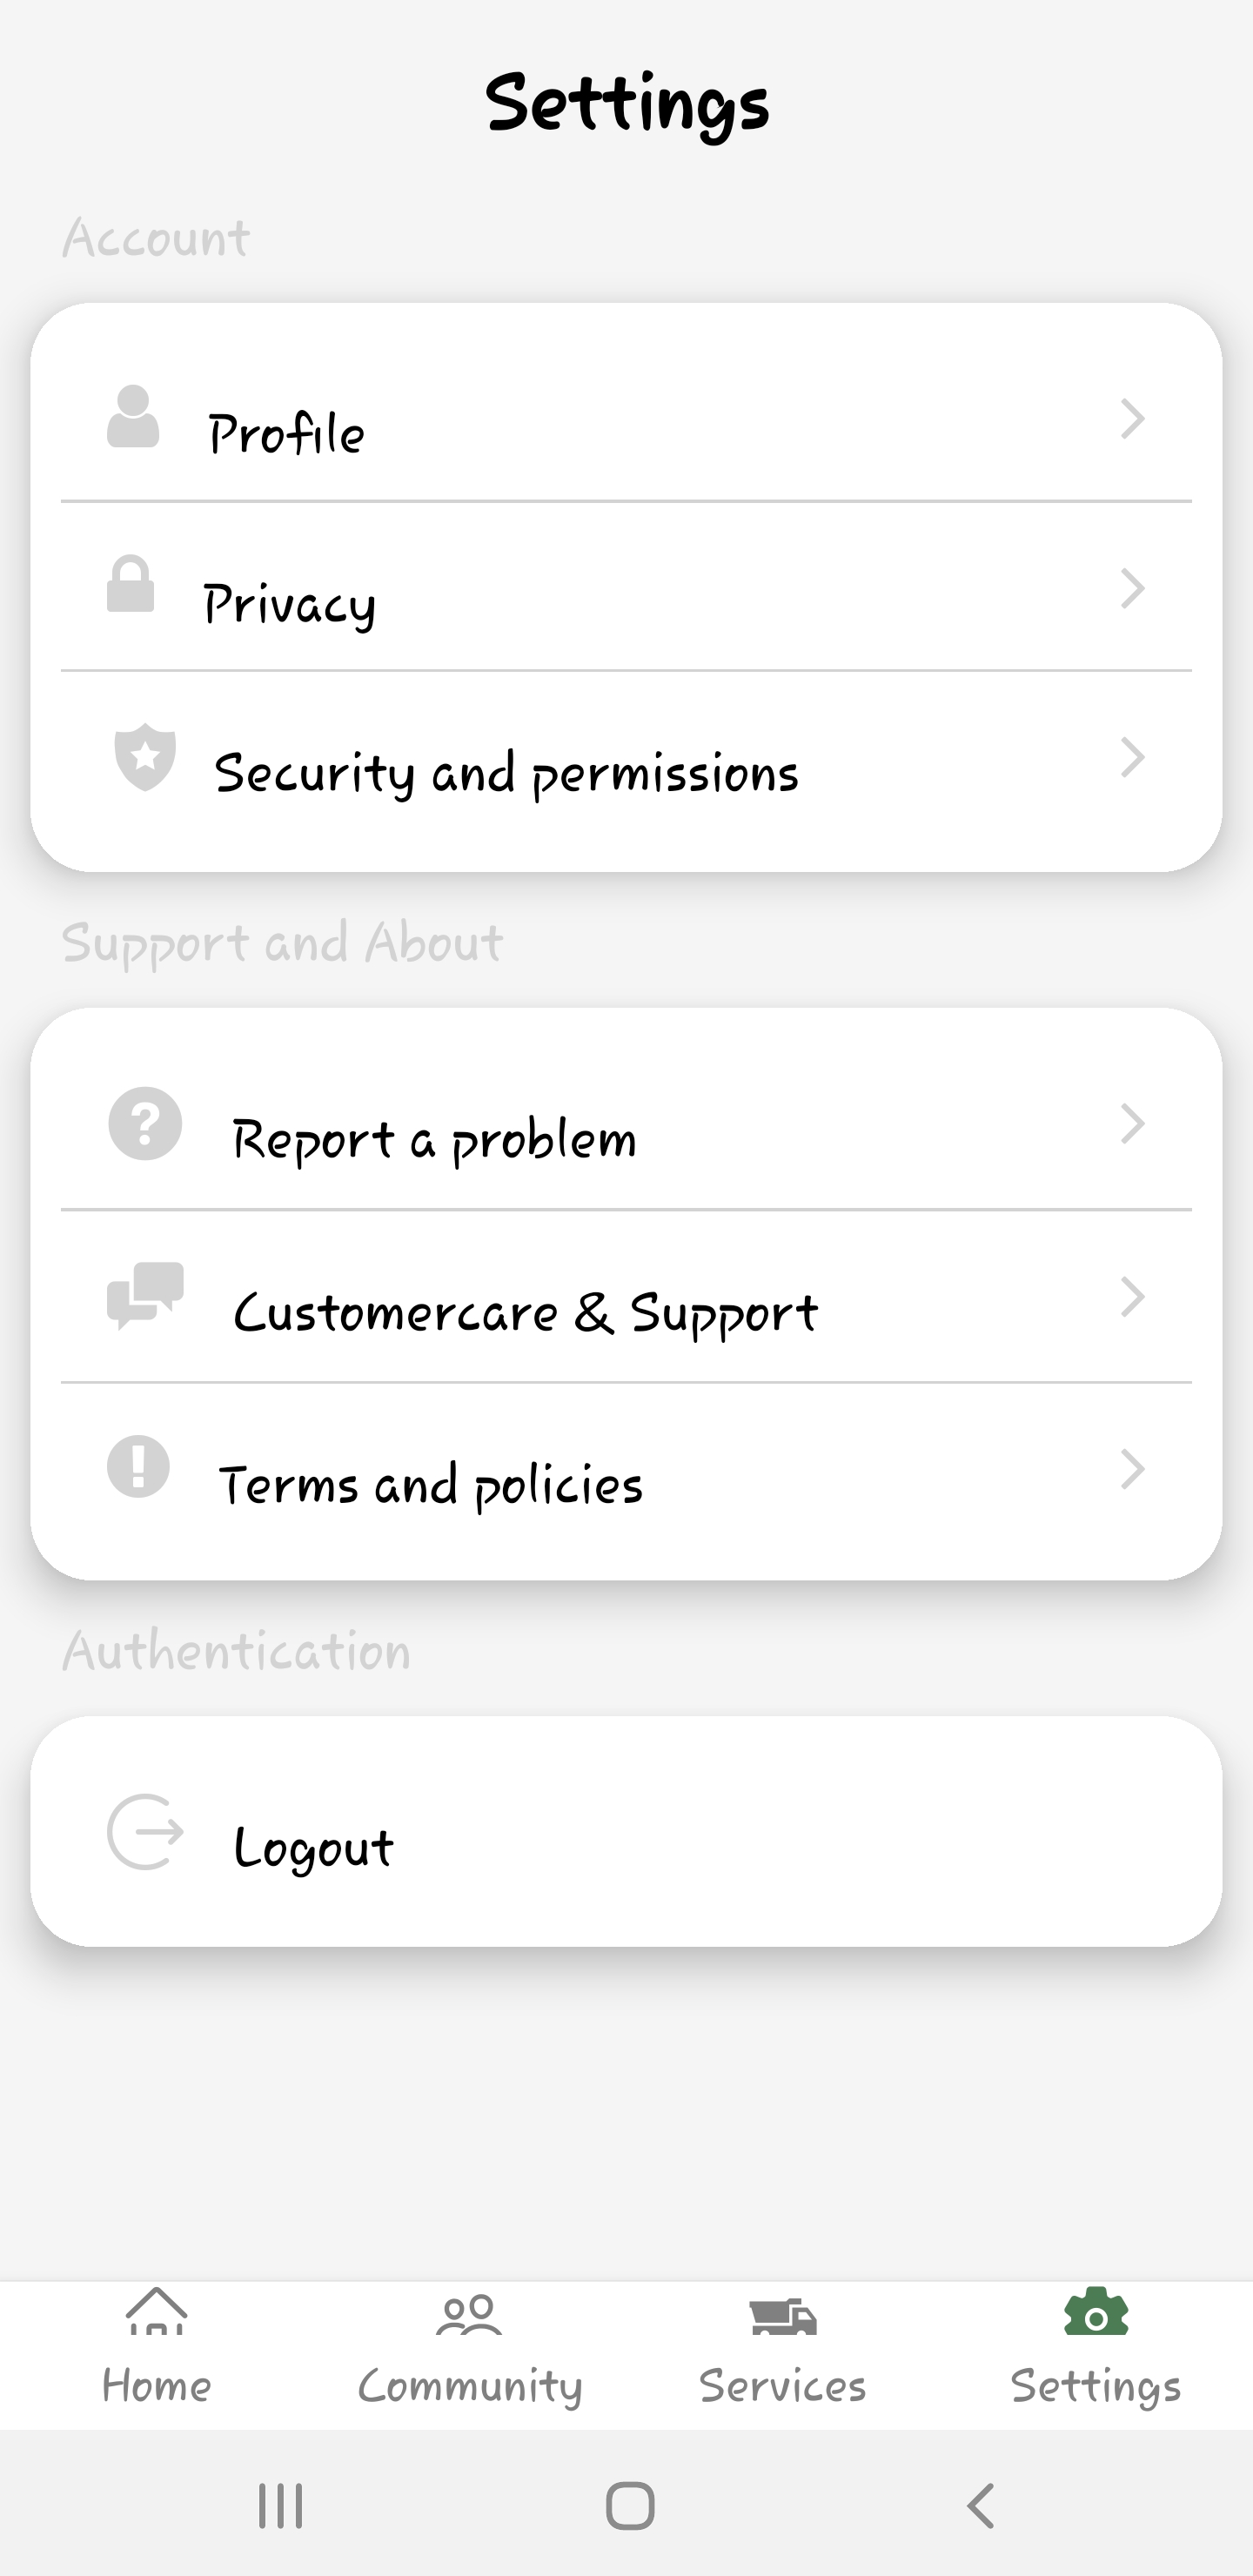 Settings
Account
Profile
Privacy
Security and permissions
Support and About
Report a problem
Customercare & Support
Terms and policies
Authentication
Logout
Home Community Services Settings